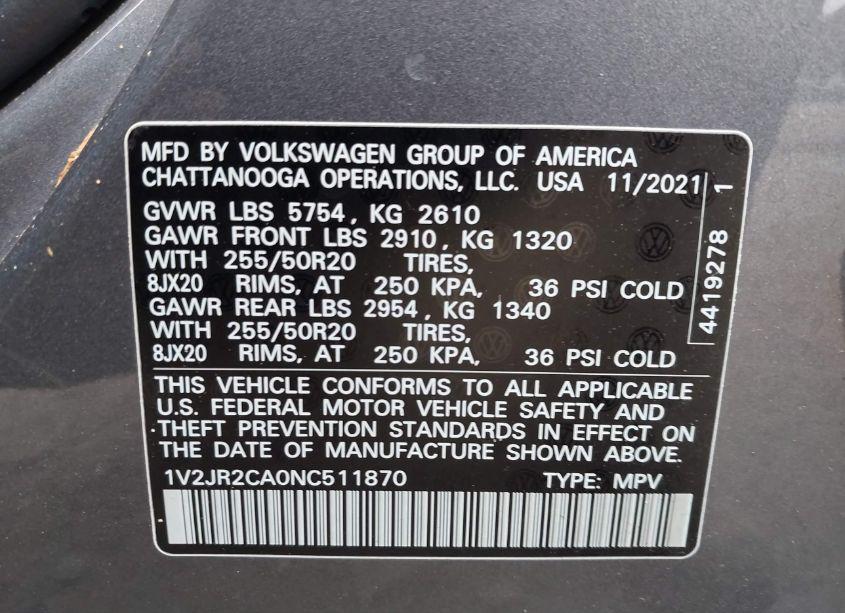 MFD BY VOLKSWAGEN GROUP OF AMERICA
CHATTANOOGA OPERATIONS, LLC. USA 11/2021
GVWR LBS 5754, KG 2610
GAWR FRONT LBS 2910, KG 1320
WITH 255/50R20 TIRES,
8JX20 RIMS, AT 250 KPA, 36 PSI COLD
GAWR REAR LBS 2954, KG 1340
WITH 255/50R20 TIRES,
8JX20 RIMS, AT 250 KPA, 36 PSI COLD
4419278 1
THIS VEHICLE CONFORMS TO ALL APPLICABLE
U.S. FEDERAL MOTOR VEHICLE SAFETY AND
THEFT PREVENTION STANDARDS IN EFFECT ON
THE DATE OF MANUFACTURE SHOWN ABOVE.
1V2JR2CA0NC511870 TYPE: MPV